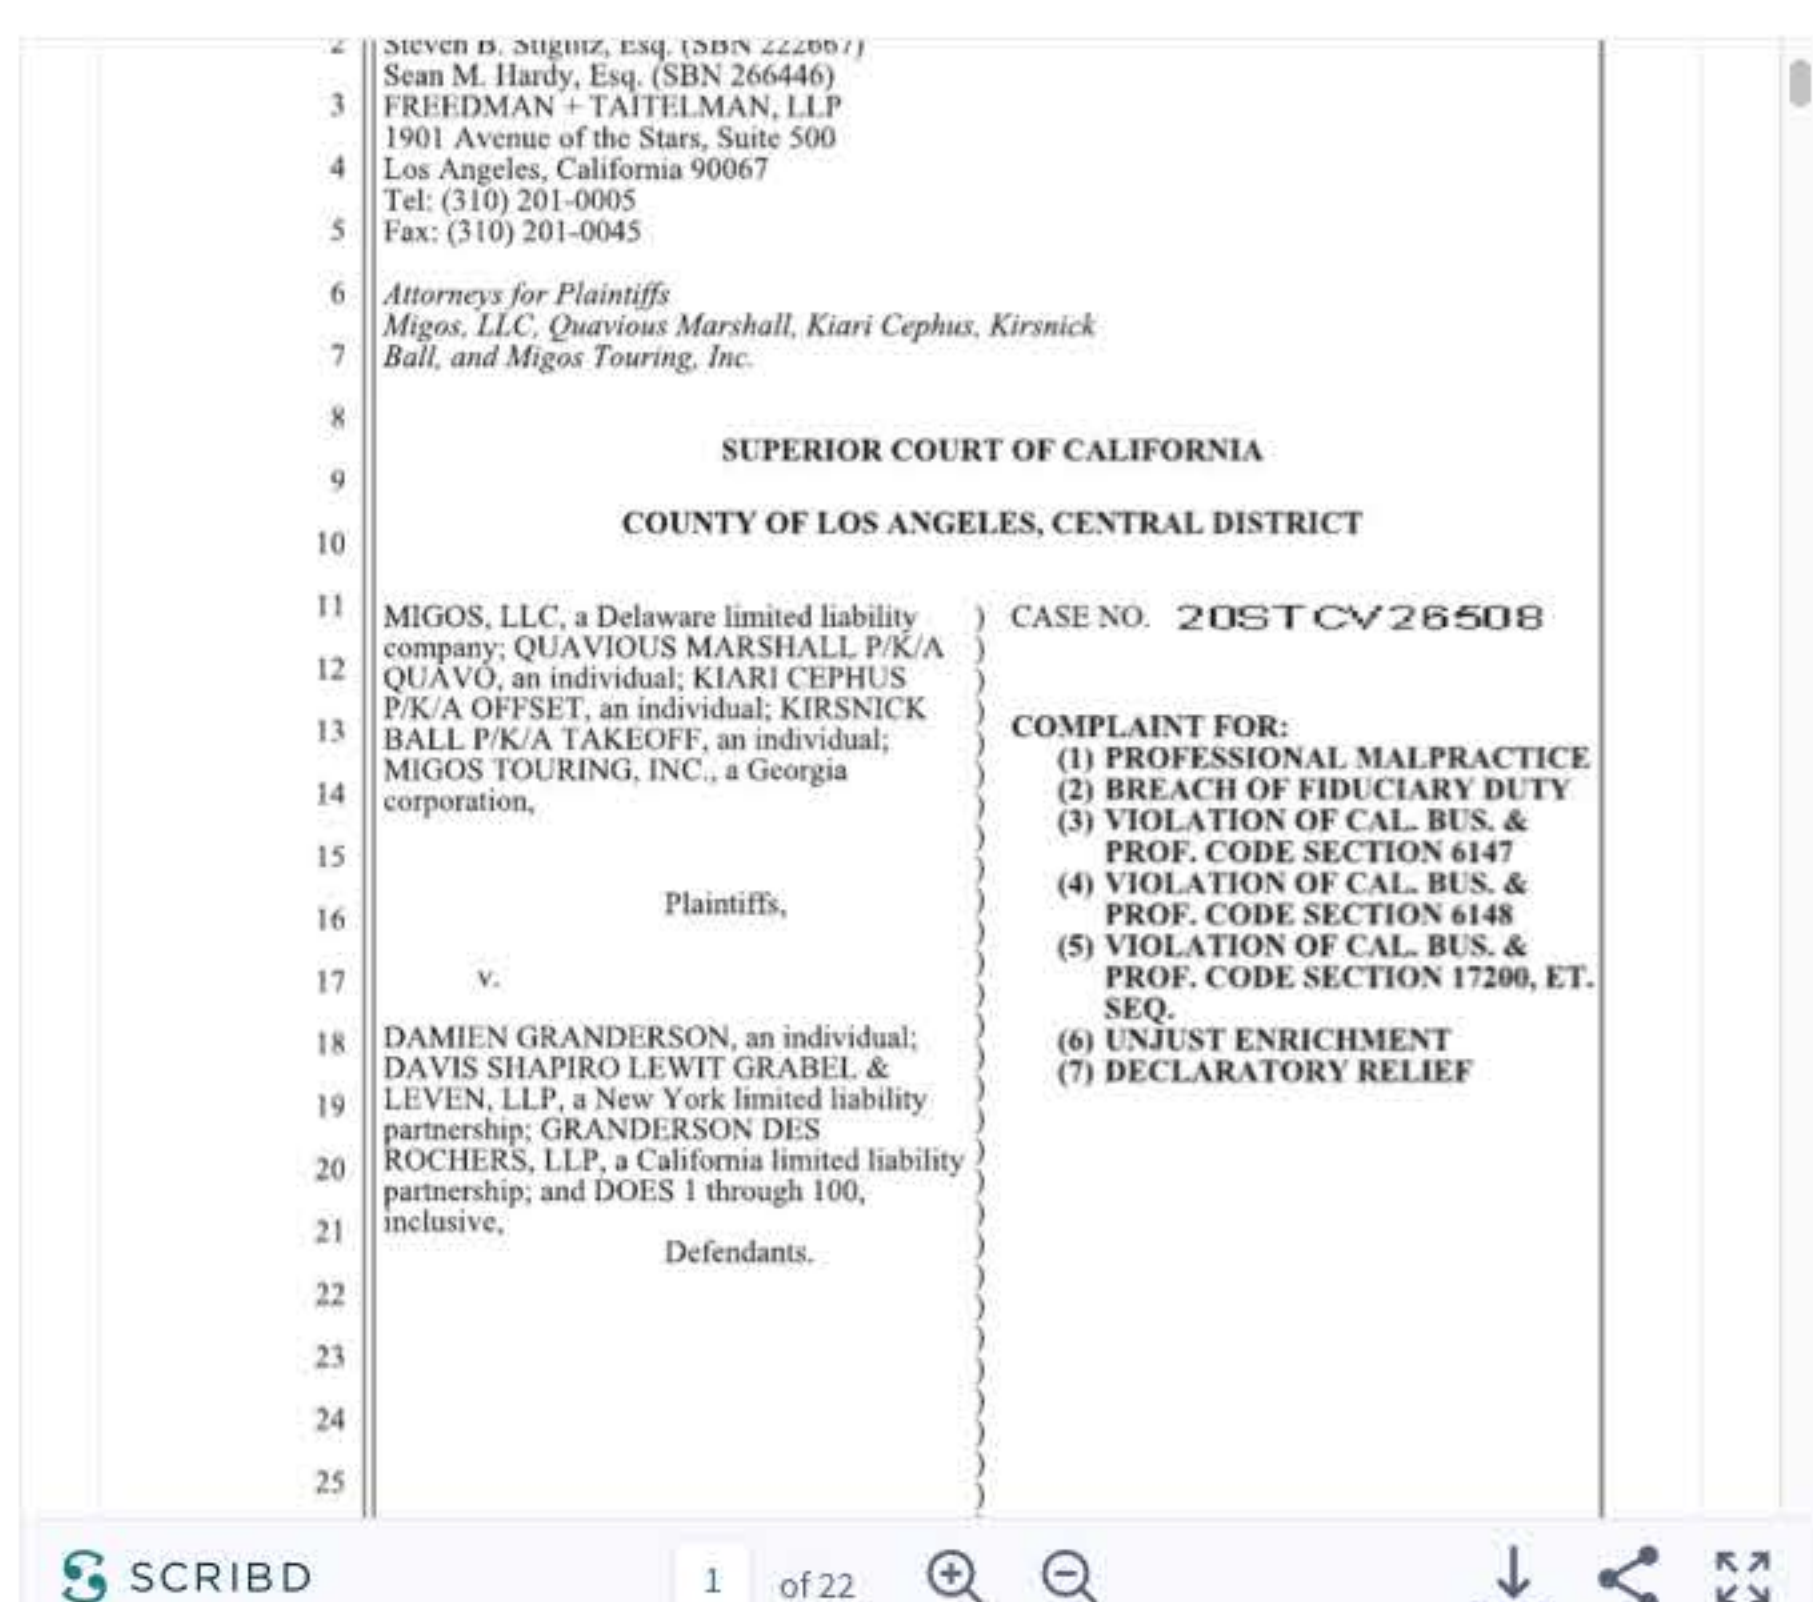 2 Steven B. Stiglitz, Esq. (SBN 222667)
Sean M. Hardy, Esq. (SBN 266446)
3 FREEDMAN + TAITELMAN, LLP
1901 Avenue of the Stars, Suite 500
4 Los Angeles, California 90067
Tel: (310) 201-0005
5 Fax: (310) 201-0045
6 Attorneys for Plaintiffs
Migos, LLC, Quavious Marshall, Kiari Cephus, Kirsnick
7 Ball, and Migos Touring, Inc.
8
SUPERIOR COURT OF CALIFORNIA
9
COUNTY OF LOS ANGELES, CENTRAL DISTRICT
10
11 MIGOS, LLC, a Delaware limited liability
company; QUAVIOUS MARSHALL P/K/A
12 QUAVO, an individual; KIARI CEPHUS
P/K/A OFFSET, an individual; KIRSNICK
13 BALL P/K/A TAKEOFF, an individual;
MIGOS TOURING, INC., a Georgia
14 corporation,
15
Plaintiffs,
16
17 v.
18 DAMIEN GRANDERSON, an individual;
DAVIS SHAPIRO LEWIT GRABEL &
19 LEVEN, LLP, a New York limited liability
partnership; GRANDERSON DES
20 ROCHERS, LLP, a California limited liability
partnership; and DOES 1 through 100,
21 inclusive,
Defendants.
22
23
24
25
CASE NO. 20STCV26508
COMPLAINT FOR:
(1) PROFESSIONAL MALPRACTICE
(2) BREACH OF FIDUCIARY DUTY
(3) VIOLATION OF CAL. BUS. &
PROF. CODE SECTION 6147
(4) VIOLATION OF CAL. BUS. &
PROF. CODE SECTION 6148
(5) VIOLATION OF CAL. BUS. &
PROF. CODE SECTION 17200, ET.
SEQ.
(6) UNJUST ENRICHMENT
(7) DECLARATORY RELIEF
SCRIBD
1 of 22